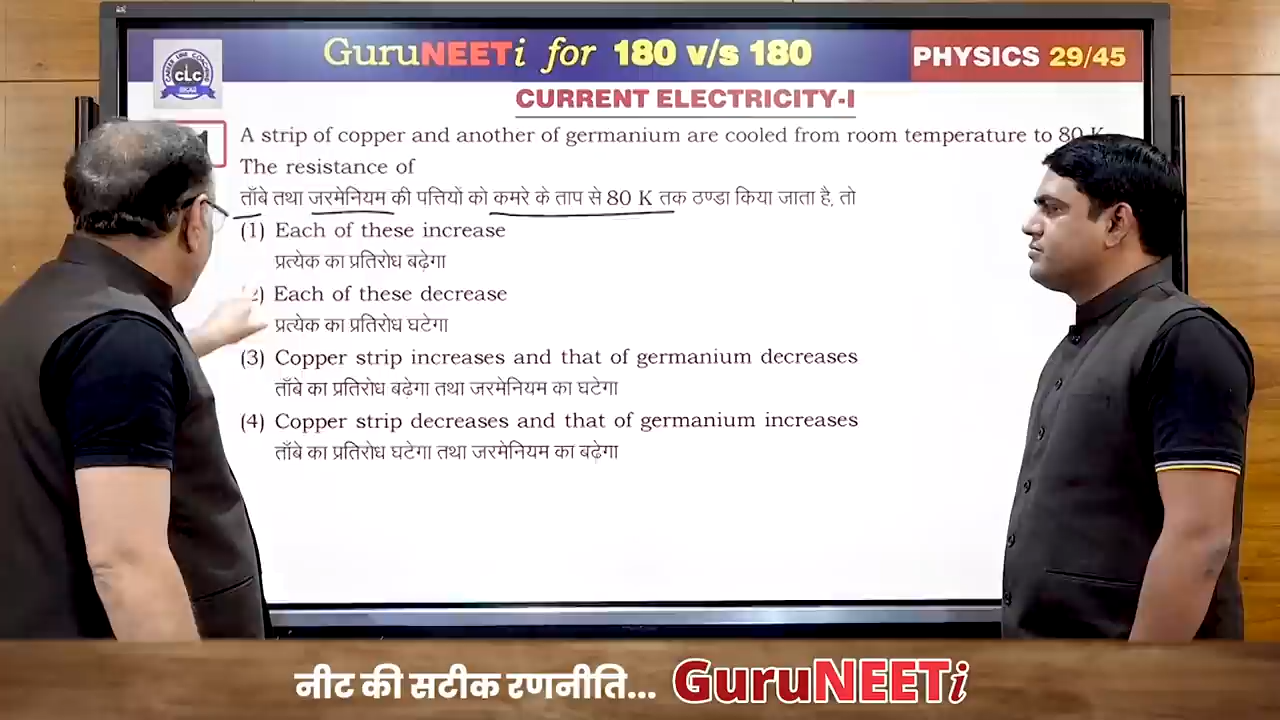 GuruNEETi for 180 v/s 180
PHYSICS 29/45
CLC
CURRENT ELECTRICITY-I
A strip of copper and another of germanium are cooled from room temperature to 80 K.
The resistance of
ताँबे तथा जरमेनियम की पत्तियों को कमरे के ताप से 80 K तक ठण्डा किया जाता है, तो
(1) Each of these increase
प्रत्येक का प्रतिरोध बढ़ेगा
(2) Each of these decrease
प्रत्येक का प्रतिरोध घटेगा
(3) Copper strip increases and that of germanium decreases
ताँबे का प्रतिरोध बढ़ेगा तथा जरमेनियम का घटेगा
(4) Copper strip decreases and that of germanium increases
ताँबे का प्रतिरोध घटेगा तथा जरमेनियम का बढ़ेगा
नीट की सटीक रणनीति... GuruNEETi